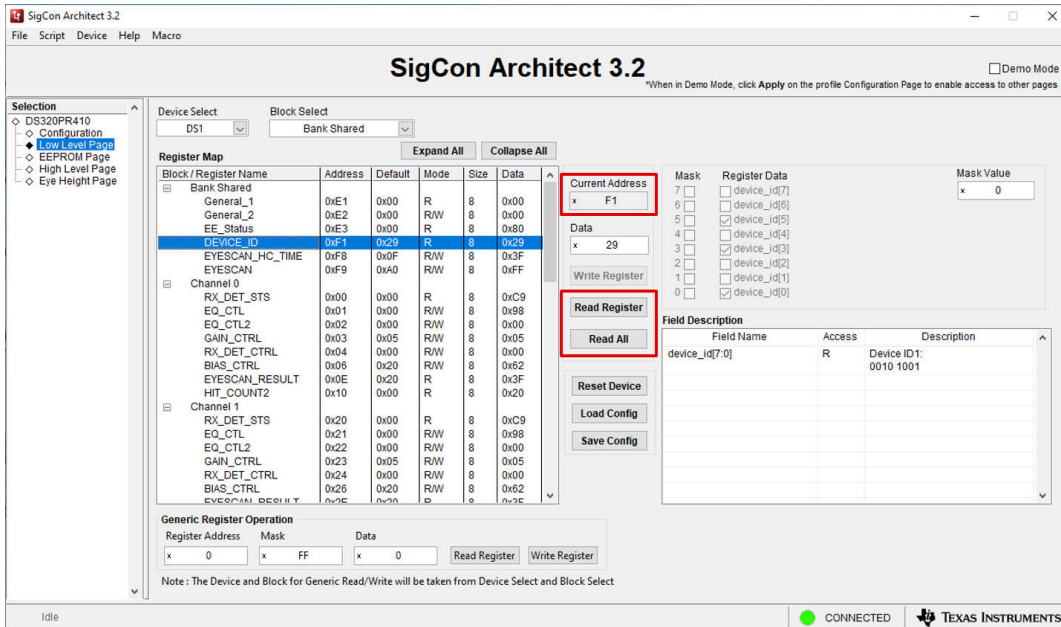 SigCon Architect 3.2
File Script Device Help Macro
SigCon Architect 3.2
Demo Mode
*When in Demo Mode, click Apply on the profile Configuration Page to enable access to other pages
Selection
DS320PR410
Configuration
Low Level Page
EEPROM Page
High Level Page
Eye Height Page
Device Select Block Select
DS1 Bank Shared
Expand All Collapse All
Register Map
Block / Register Name Address Default Mode Size Data
Bank Shared
General_1 0xE1 0x00 R 8 0x00
General_2 0xE2 0x00 R/W 8 0x00
EE_Status 0xE3 0x00 R 8 0x80
DEVICE_ID 0xF1 0x29 R 8 0x29
EYESCAN_HC_TIME 0xF8 0x0F R/W 8 0x3F
EYESCAN 0xF9 0xA0 R/W 8 0xFF
Channel 0
RX_DET_STS 0x00 0x00 R 8 0xC9
EQ_CTL 0x01 0x00 R/W 8 0x98
EQ_CTL2 0x02 0x00 R/W 8 0x00
GAIN_CTRL 0x03 0x05 R/W 8 0x05
RX_DET_CTRL 0x04 0x00 R/W 8 0x00
BIAS_CTRL 0x06 0x20 R/W 8 0x62
EYESCAN_RESULT 0x0E 0x20 R 8 0x3F
HIT_COUNT2 0x10 0x00 R 8 0x20
Channel 1
RX_DET_STS 0x20 0x00 R 8 0xC9
EQ_CTL 0x21 0x00 R/W 8 0x98
EQ_CTL2 0x22 0x00 R/W 8 0x00
GAIN_CTRL 0x23 0x05 R/W 8 0x05
RX_DET_CTRL 0x24 0x00 R/W 8 0x00
BIAS_CTRL 0x26 0x20 R/W 8 0x62
EYESCAN_RESULT 0x2E 0x20 R 8 0x3F
Current Address
x F1
Data
x 29
Write Register
Read Register
Read All
Reset Device
Load Config
Save Config
Mask Register Data
7 device_id[7]
6 device_id[6]
5 device_id[5]
4 device_id[4]
3 device_id[3]
2 device_id[2]
1 device_id[1]
0 device_id[0]
Mask Value
x 0
Field Description
Field Name Access Description
device_id[7:0] R Device ID1:
0010 1001
Generic Register Operation
Register Address Mask Data
x 0 x FF x 0 Read Register Write Register
Note : The Device and Block for Generic Read/Write will be taken from Device Select and Block Select
Idle CONNECTED TEXAS INSTRUMENTS